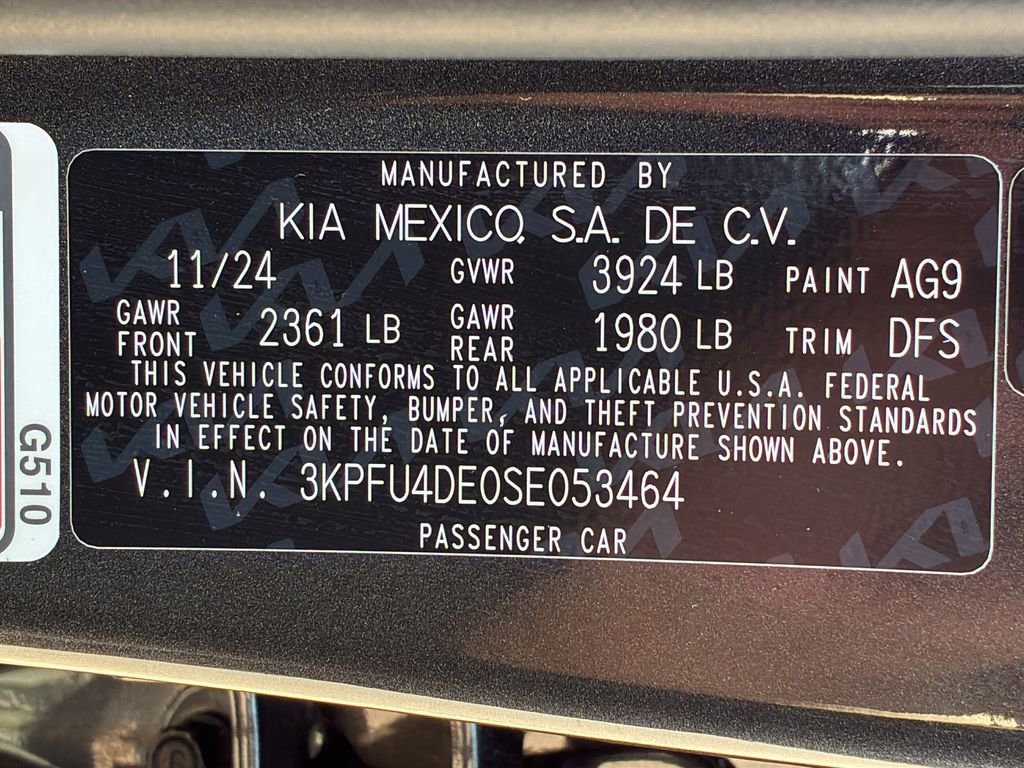 MANUFACTURED BY
KIA MEXICO, S.A. DE C.V.
11/24 GVWR 3924 LB PAINT AG9
GAWR FRONT 2361 LB GAWR REAR 1980 LB TRIM DFS
THIS VEHICLE CONFORMS TO ALL APPLICABLE U.S.A. FEDERAL
MOTOR VEHICLE SAFETY, BUMPER, AND THEFT PREVENTION STANDARDS
IN EFFECT ON THE DATE OF MANUFACTURE SHOWN ABOVE.
V.I.N. 3KPFU4DE0SE053464
PASSENGER CAR
G510